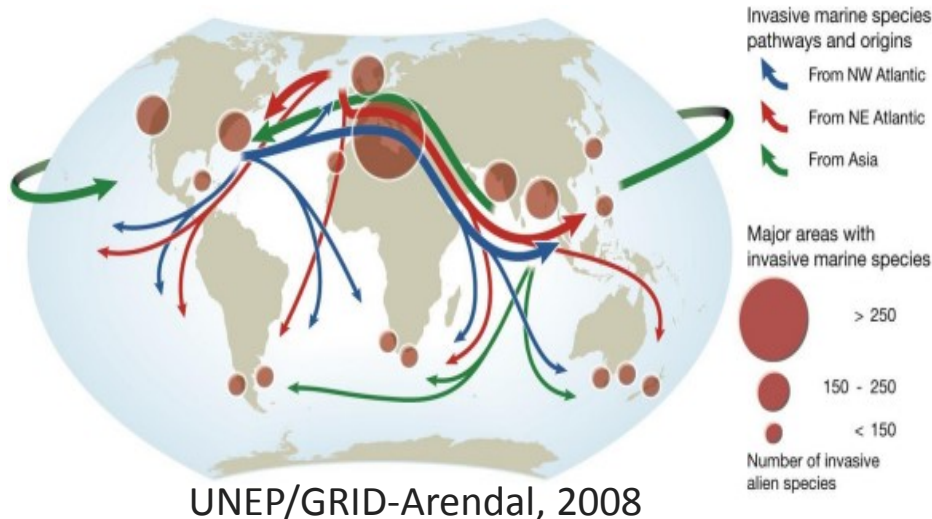 Invasive marine species
pathways and origins
From NW Atlantic
From NE Atlantic
From Asia
Major areas with
invasive marine species
> 250
150 - 250
< 150
Number of invasive
alien species
UNEP/GRID-Arendal, 2008